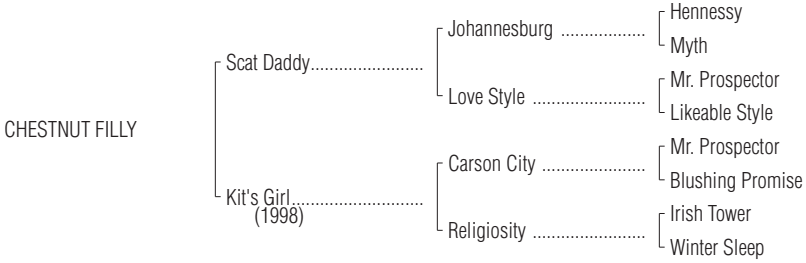 Hennessy
Johannesburg ...................
Myth
Scat Daddy.........................
Mr. Prospector
Love Style .........................
Likeable Style
CHESTNUT FILLY
Mr. Prospector
Carson City .......................
Blushing Promise
Kit's Girl.............................
(1998)
Irish Tower
Religiosity .........................
Winter Sleep